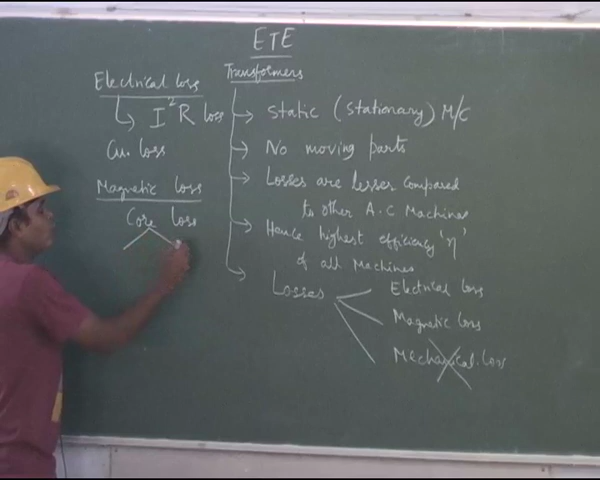 ETE
Transformers
Electrical loss
I²R loss
Cu. loss
Magnetic loss
Core loss
Static (Stationary) M/C
No moving parts
Losses are lesser compared
to other A.C Machines
Hence highest efficiency 'η'
of all Machines
Losses
Electrical loss
Magnetic loss
Mechanical. loss